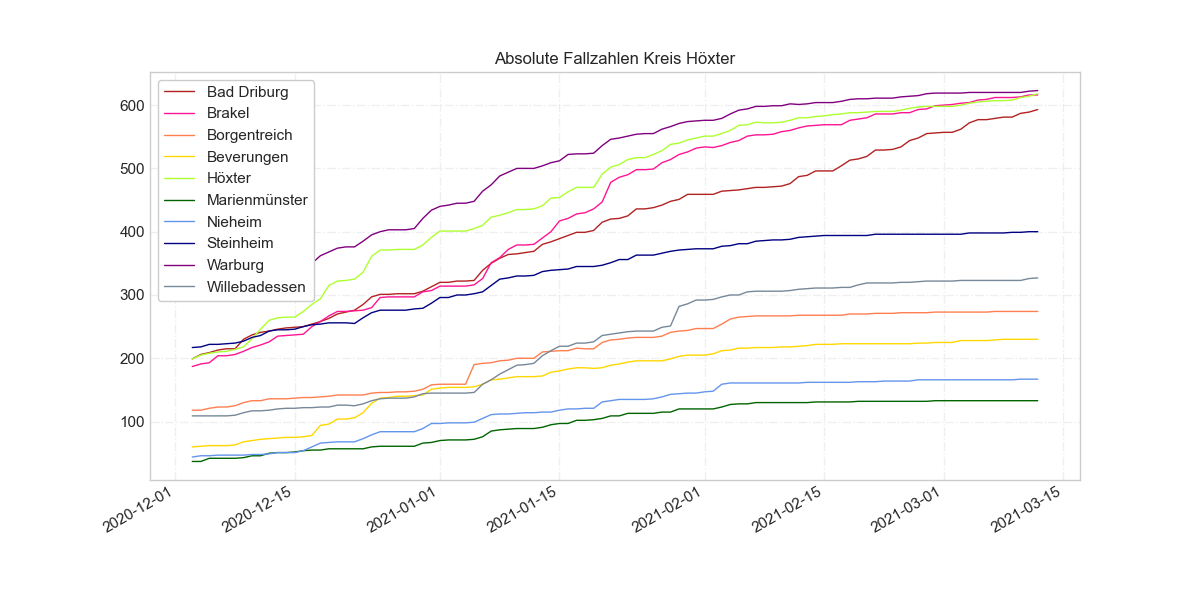 Absolute Fallzahlen Kreis Höxter
Bad Driburg
Brakel
Borgentreich
Beverungen
Höxter
Marienmünster
Nieheim
Steinheim
Warburg
Willebadessen
600
500
400
300
200
100
2020-12-01
2020-12-15
2021-01-01
2021-01-15
2021-02-01
2021-02-15
2021-03-01
2021-03-15